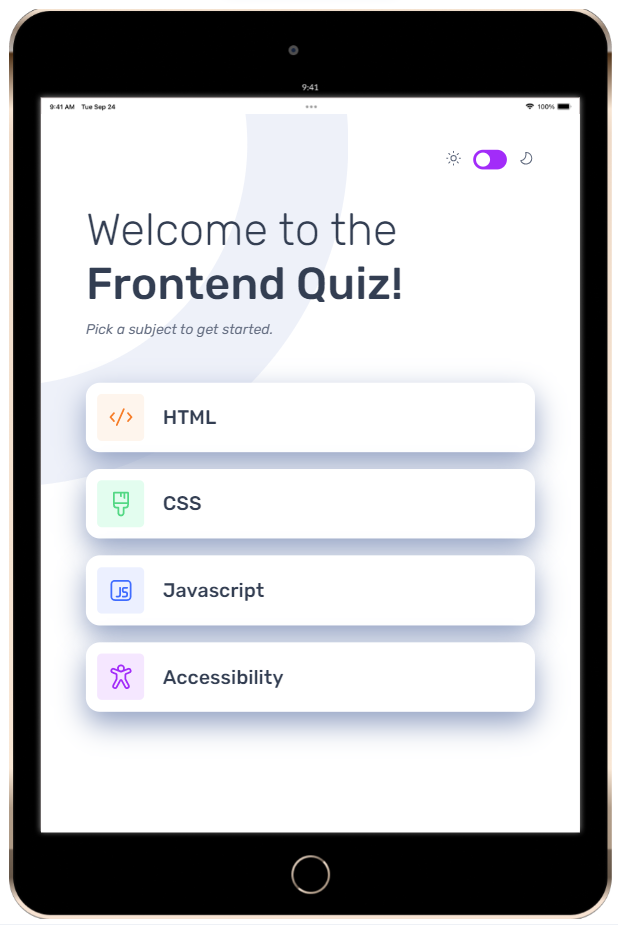 9:41
9:41 AM Tue Sep 24
100%
Welcome to the
Frontend Quiz!
Pick a subject to get started.
</> HTML
CSS
JS Javascript
Accessibility